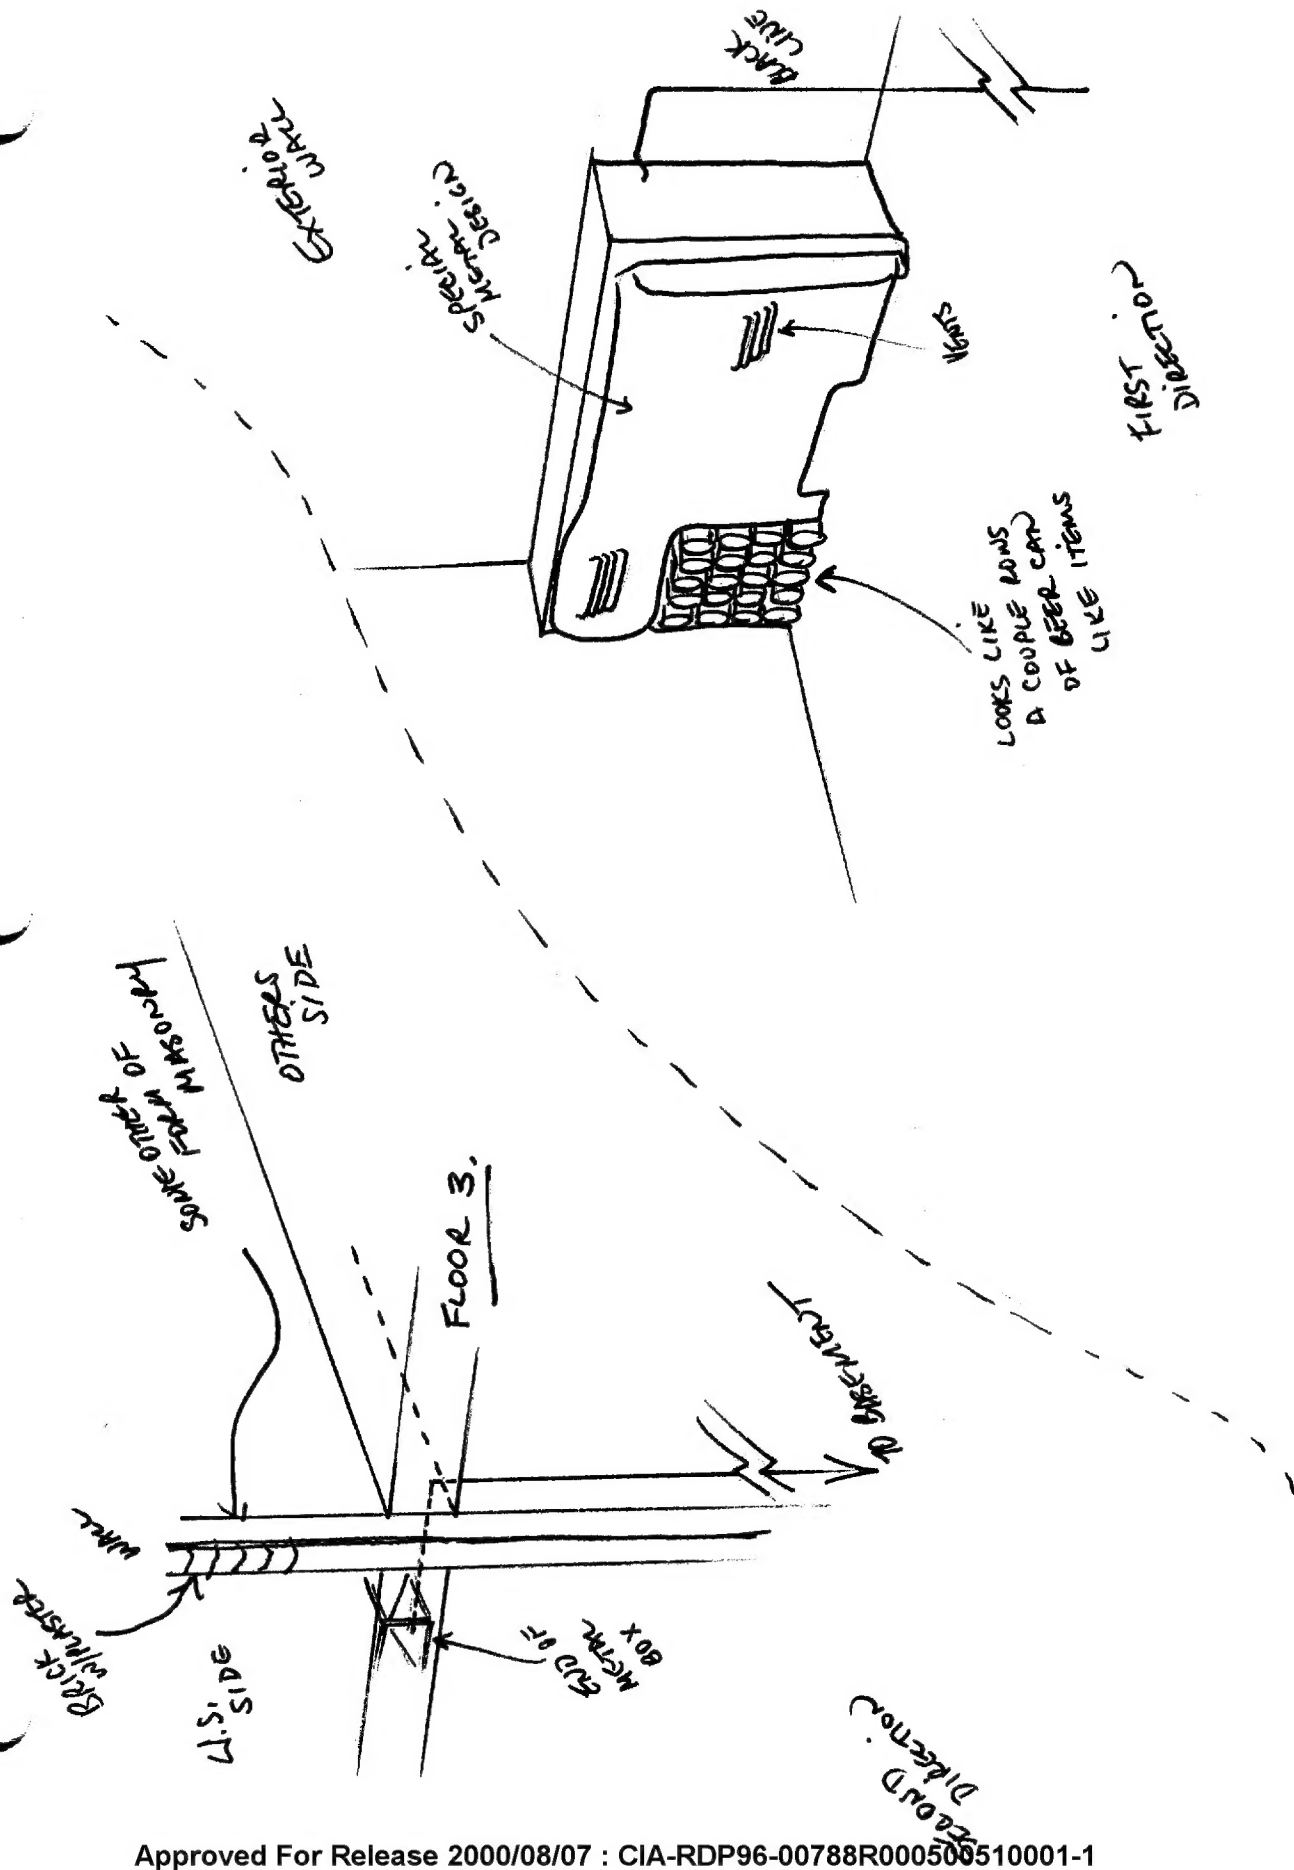 BRICK
W/PLASTER
WALL
SOME OTHER
FORM OF
MASONRY
U.S.
SIDE
OTHERS
SIDE
FLOOR 3.
END OF
METAL
BOX
TO BASEMENT
SECOND
DIRECTION
EXTERIOR
WALL
SPECIAL
METAL
DESIGN
BLACK
LINE
VENTS
LOOKS LIKE
A COUPLE ROWS
OF BEER CAN
LIKE ITEMS
FIRST
DIRECTION
Approved For Release 2000/08/07 : CIA-RDP96-00788R000500510001-1